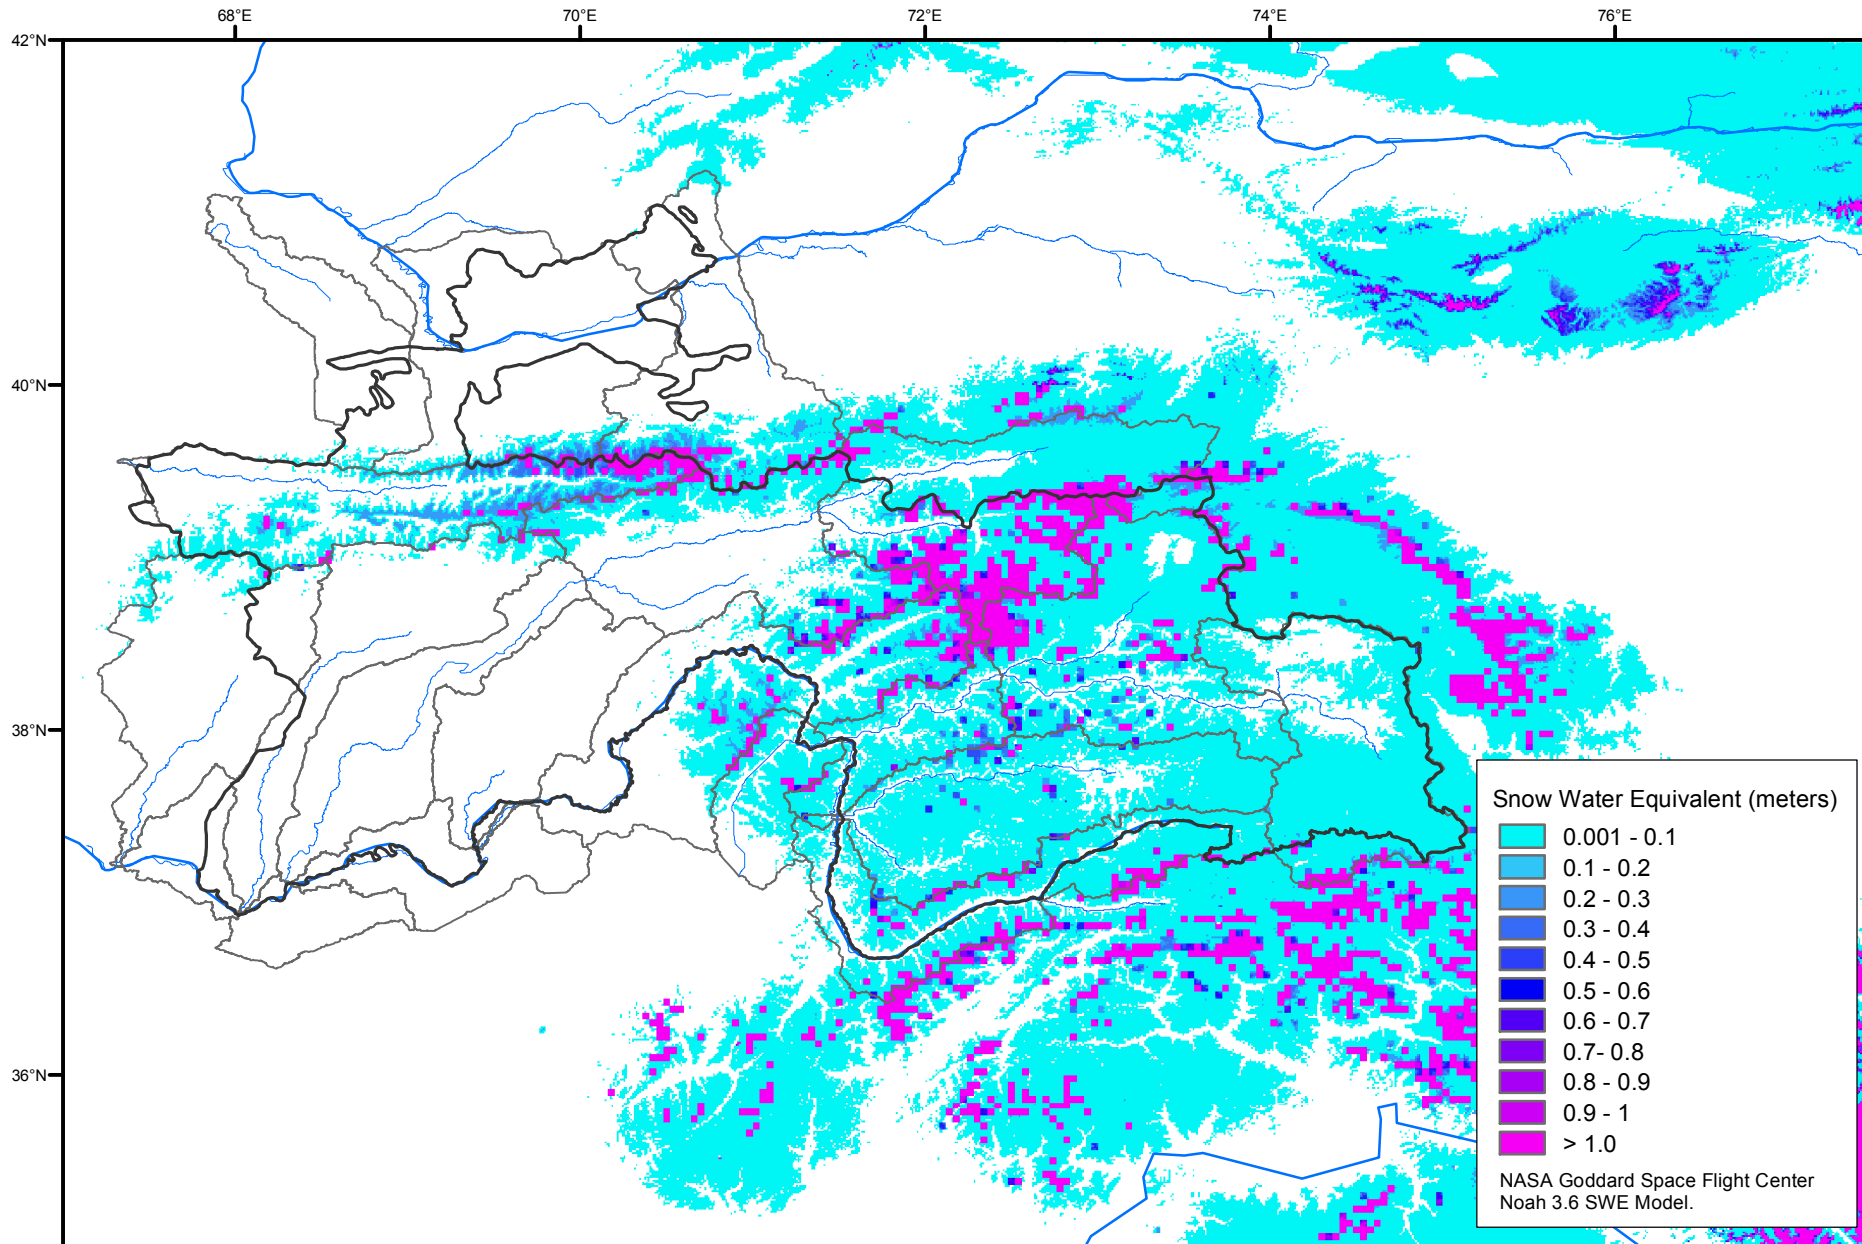 68°E
70°E
72°E
74°E
76°E
42°N
40°N
38°N
36°N
Snow Water Equivalent (meters)
0.001 - 0.1
0.1 - 0.2
0.2 - 0.3
0.3 - 0.4
0.4 - 0.5
0.5 - 0.6
0.6 - 0.7
0.7- 0.8
0.8 - 0.9
0.9 - 1
> 1.0
NASA Goddard Space Flight Center
Noah 3.6 SWE Model.